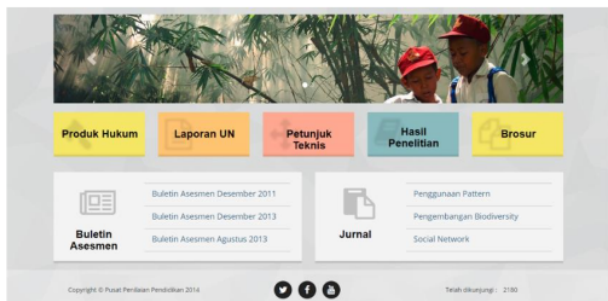 Produk Hukum
Laporan UN
Petunjuk
Teknis
Hasil
Penelitian
Brosur
Buletin
Asesmen
Buletin Asesmen Desember 2011
Buletin Asesmen Desember 2013
Buletin Asesmen Agustus 2013
Jurnal
Penggunaan Pattern
Pengembangan Biodiversity
Social Network
Copyright © Pusat Penilaian Pendidikan 2014
Telah dikunjungi : 2180